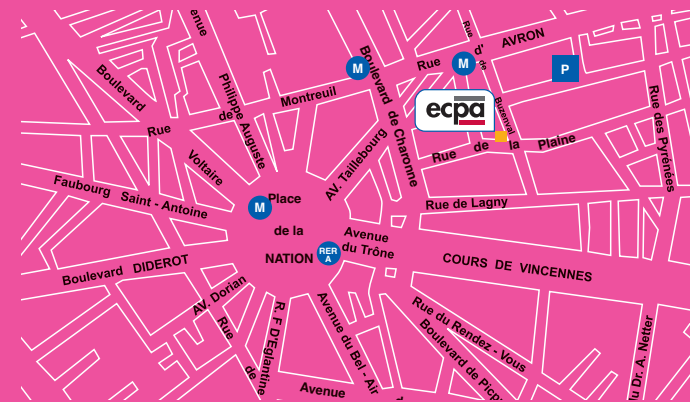 enue
Rue
d'
de
AVRON
Boulevard
Philippe Auguste
de
M
Boulevard de Charonne
Rue
M
P
Montreuil
Rue
ecpa
Buzenval
Rue des Pyrénées
Voltaire
AV. Taillebourg
Rue de la Plaine
Faubourg Saint - Antoine
M
Place
de la
NATION
RER
A
Rue de Lagny
Avenue
du Trône
COURS DE VINCENNES
Boulevard DIDEROT
AV. Dorian
Rue
de
R. F D'Eglantine
Avenue du Bel - Air
Rue du Rendez - Vous
Boulevard de Picp
u Dr. A. Netter
Avenue